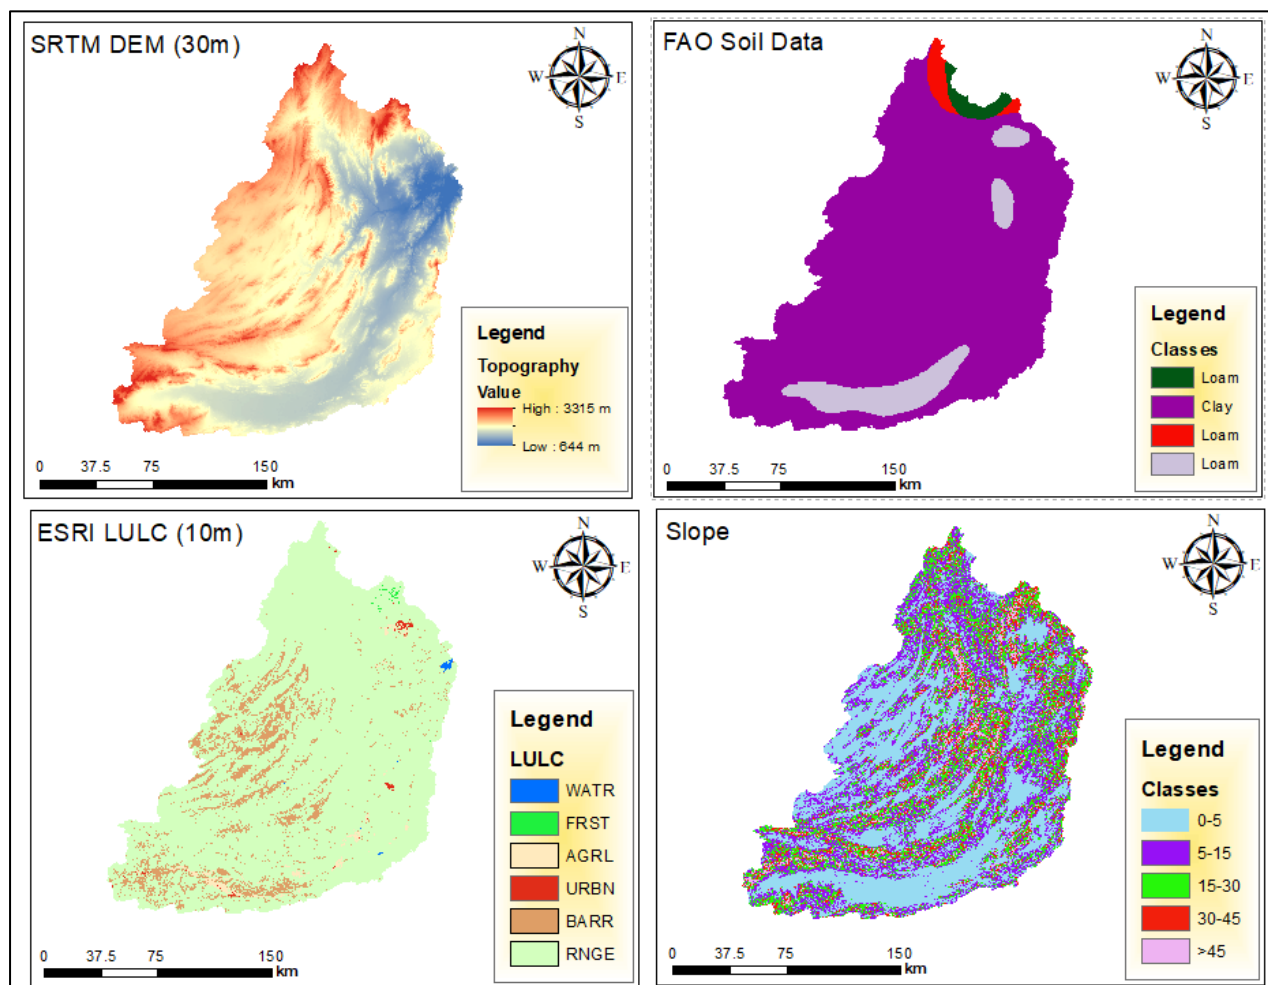 SRTM DEM (30m)
N
W
E
S
Legend
Topography
Value
High : 3315 m
Low : 644 m
0 37.5 75 150
km
FAO Soil Data
N
W
E
S
Legend
Classes
Loam
Clay
Loam
Loam
0 37.5 75 150
km
ESRI LULC (10m)
N
W
E
S
Legend
LULC
WATR
FRST
AGRL
URBN
BARR
RNGE
0 37.5 75 150
km
Slope
N
W
E
S
Legend
Classes
0-5
5-15
15-30
30-45
>45
0 37.5 75 150
km